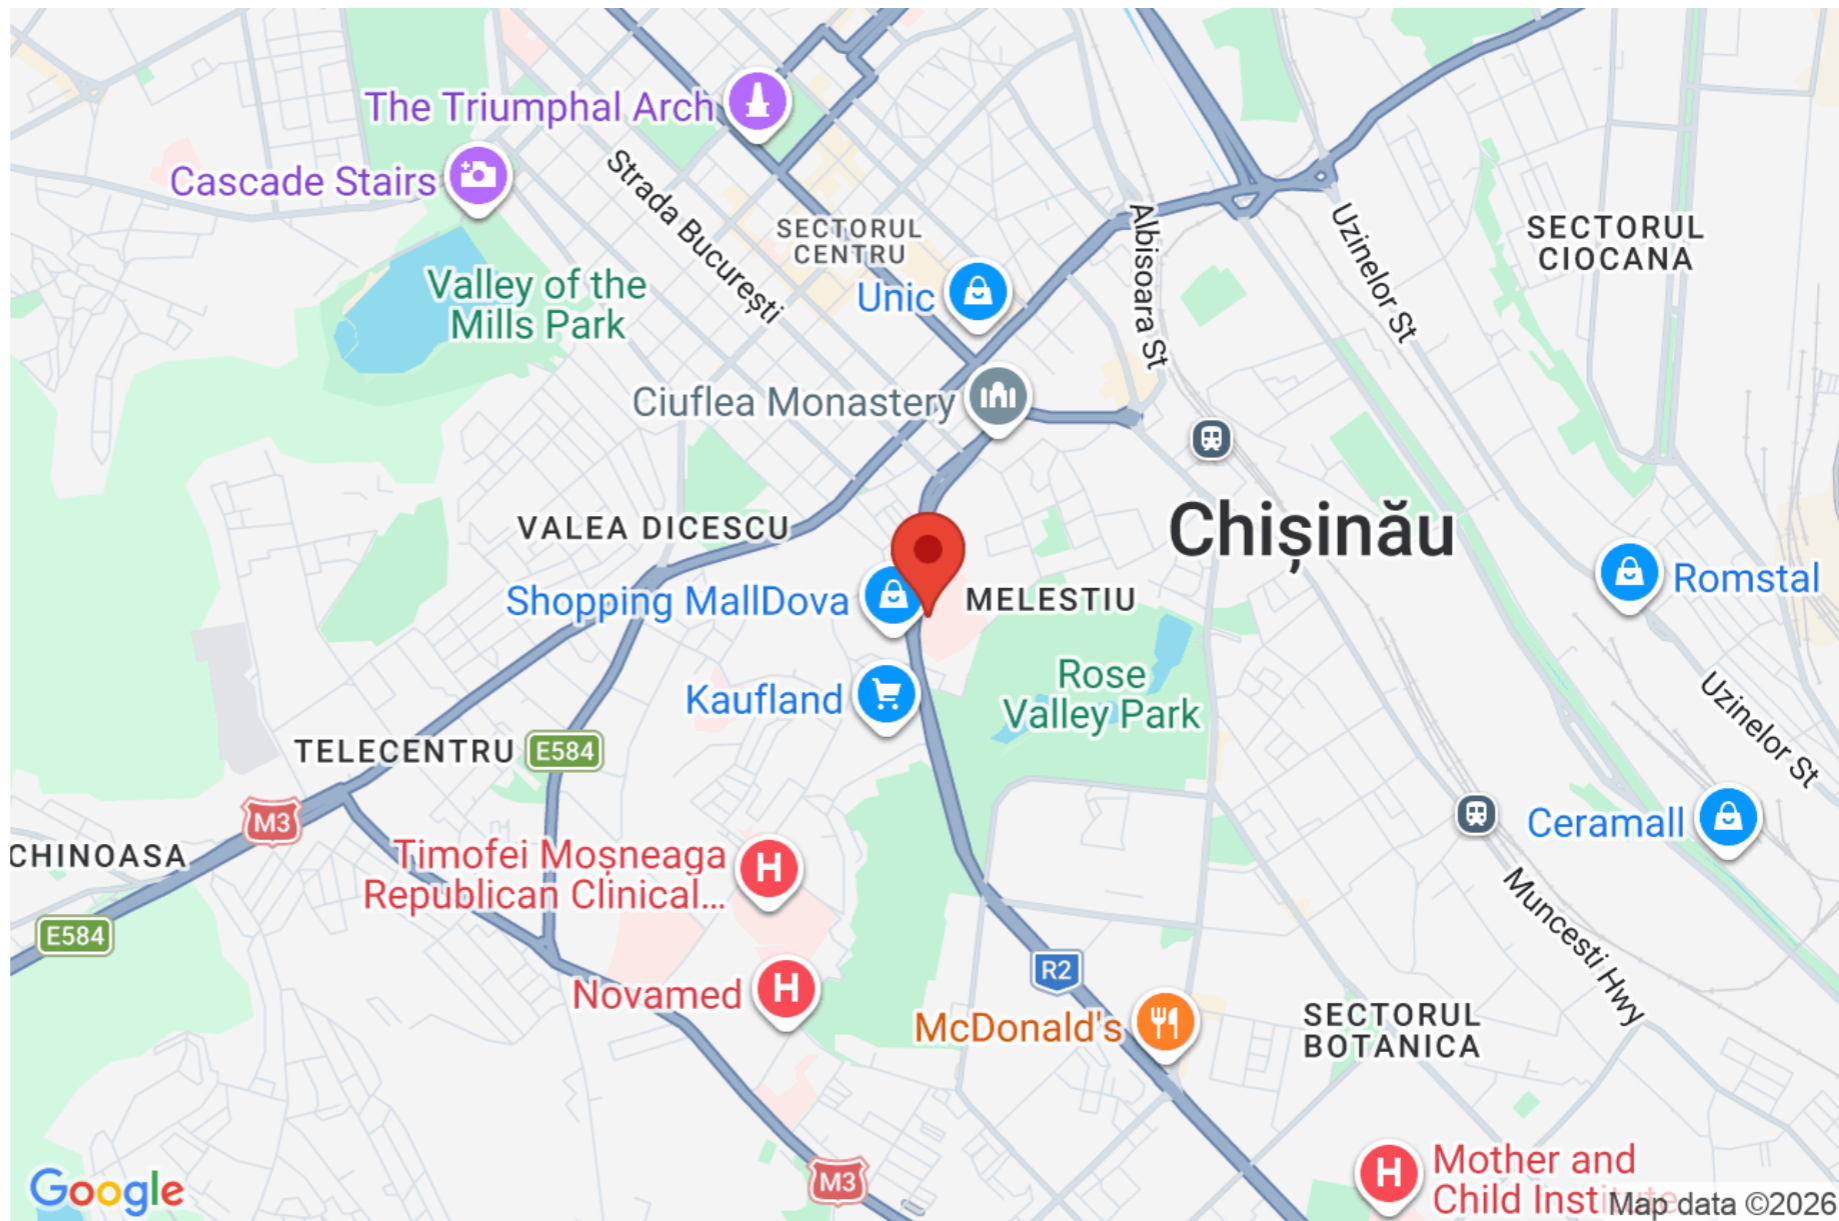 The Triumphal Arch
Cascade Stairs
Strada București
SECTORUL
CENTRU
Albisoara St
Uzinelor St
SECTORUL
CIOCANA
Valley of the
Mills Park
Unic
Ciuflea Monastery
VALEA DICESCU
Chișinău
Shopping MallDova
MELESTIU
Romstal
Kaufland
Rose
Valley Park
Uzinelor St
TELECENTRU
E584
M3
Ceramall
CHINOASA
Timofei Moșneaga
Republican Clinical...
H
Muncesti Hwy
E584
Novamed
H
R2
McDonald's
SECTORUL
BOTANICA
M3
H
Mother and
Child Institute
Google
Map data ©2026